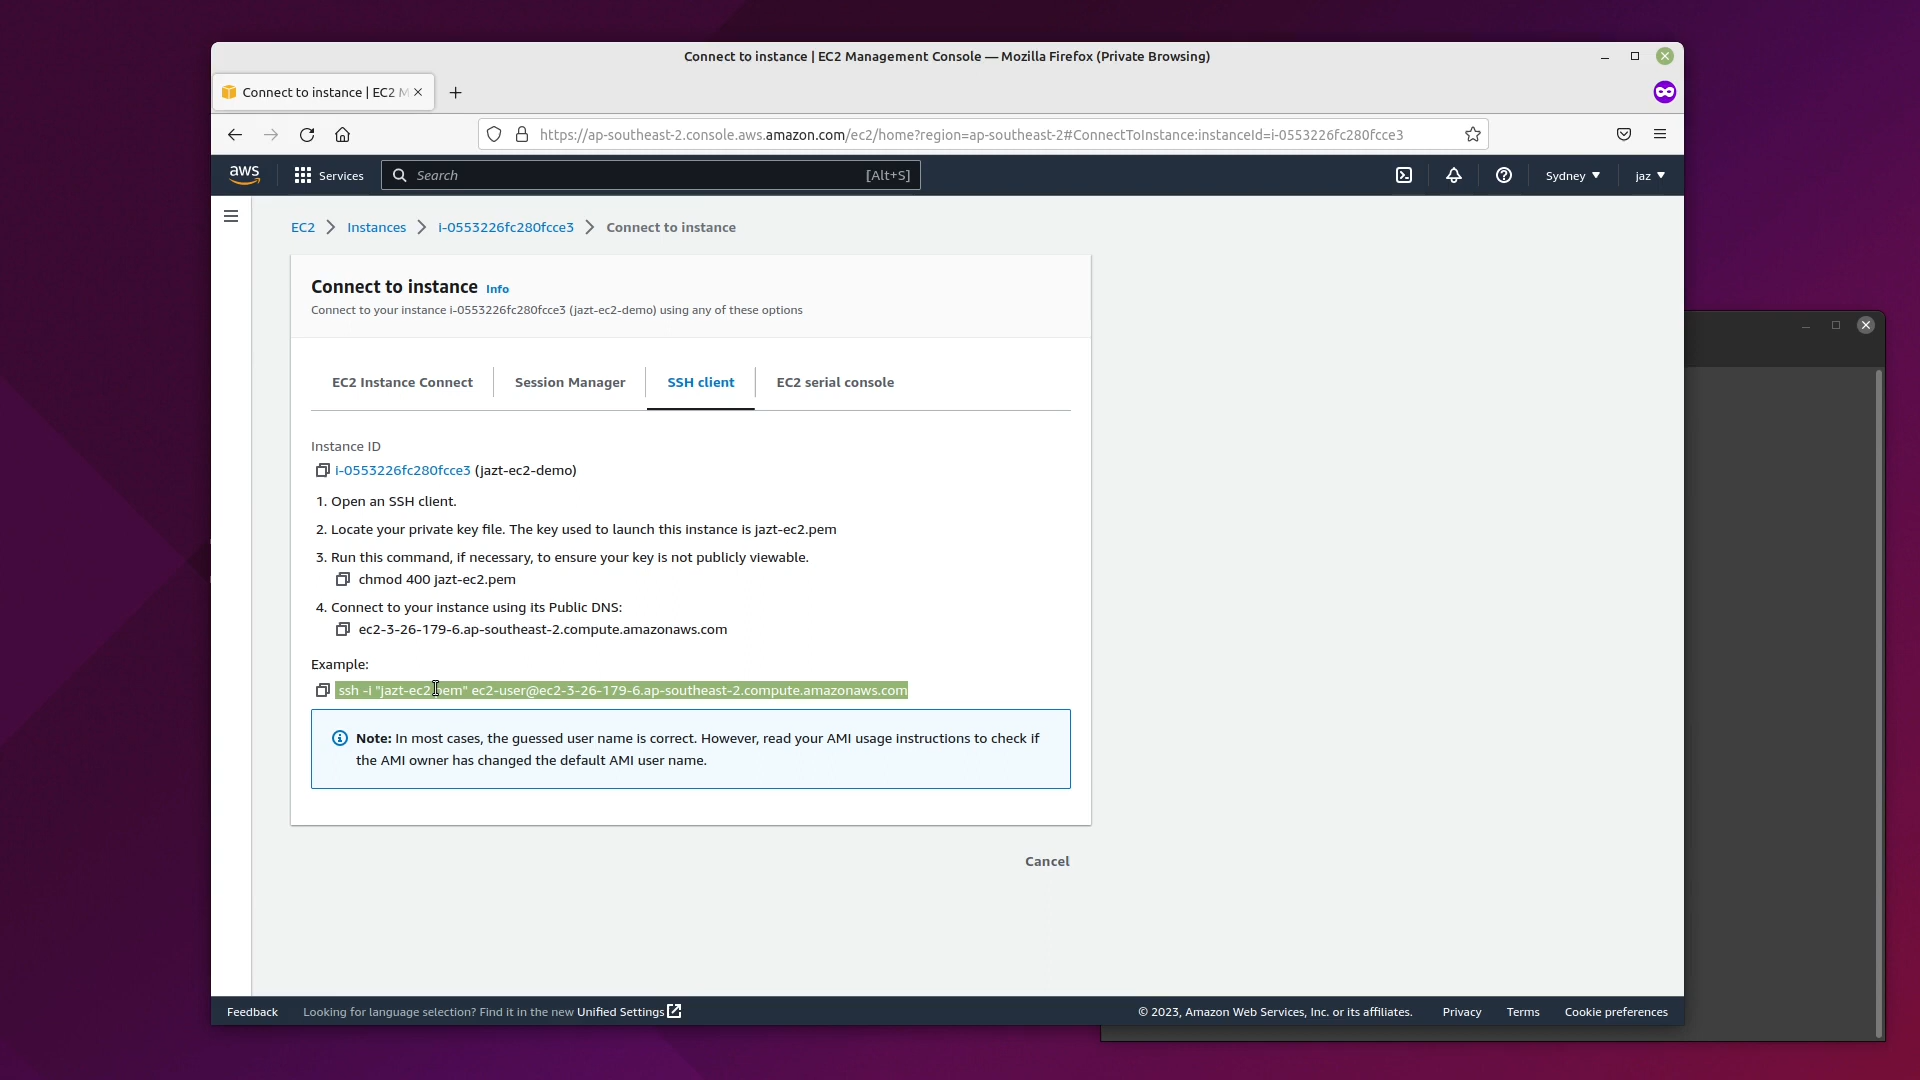 Connect to instance | EC2 Management Console — Mozilla Firefox (Private Browsing)
Connect to instance | EC2 M
https://ap-southeast-2.console.aws.amazon.com/ec2/home?region=ap-southeast-2#ConnectToInstance:instanceId=i-0553226fc280fcce3
aws Services Search [Alt+S] Sydney jaz
EC2 Instances i-0553226fc280fcce3 Connect to instance
Connect to instance Info
Connect to your instance i-0553226fc280fcce3 (jazt-ec2-demo) using any of these options
EC2 Instance Connect Session Manager SSH client EC2 serial console
Instance ID
i-0553226fc280fcce3 (jazt-ec2-demo)
1. Open an SSH client.
2. Locate your private key file. The key used to launch this instance is jazt-ec2.pem
3. Run this command, if necessary, to ensure your key is not publicly viewable.
chmod 400 jazt-ec2.pem
4. Connect to your instance using its Public DNS:
ec2-3-26-179-6.ap-southeast-2.compute.amazonaws.com
Example:
ssh -i "jazt-ec2.pem" ec2-user@ec2-3-26-179-6.ap-southeast-2.compute.amazonaws.com
Note: In most cases, the guessed user name is correct. However, read your AMI usage instructions to check if
the AMI owner has changed the default AMI user name.
Cancel
Feedback Looking for language selection? Find it in the new Unified Settings © 2023, Amazon Web Services, Inc. or its affiliates. Privacy Terms Cookie preferences